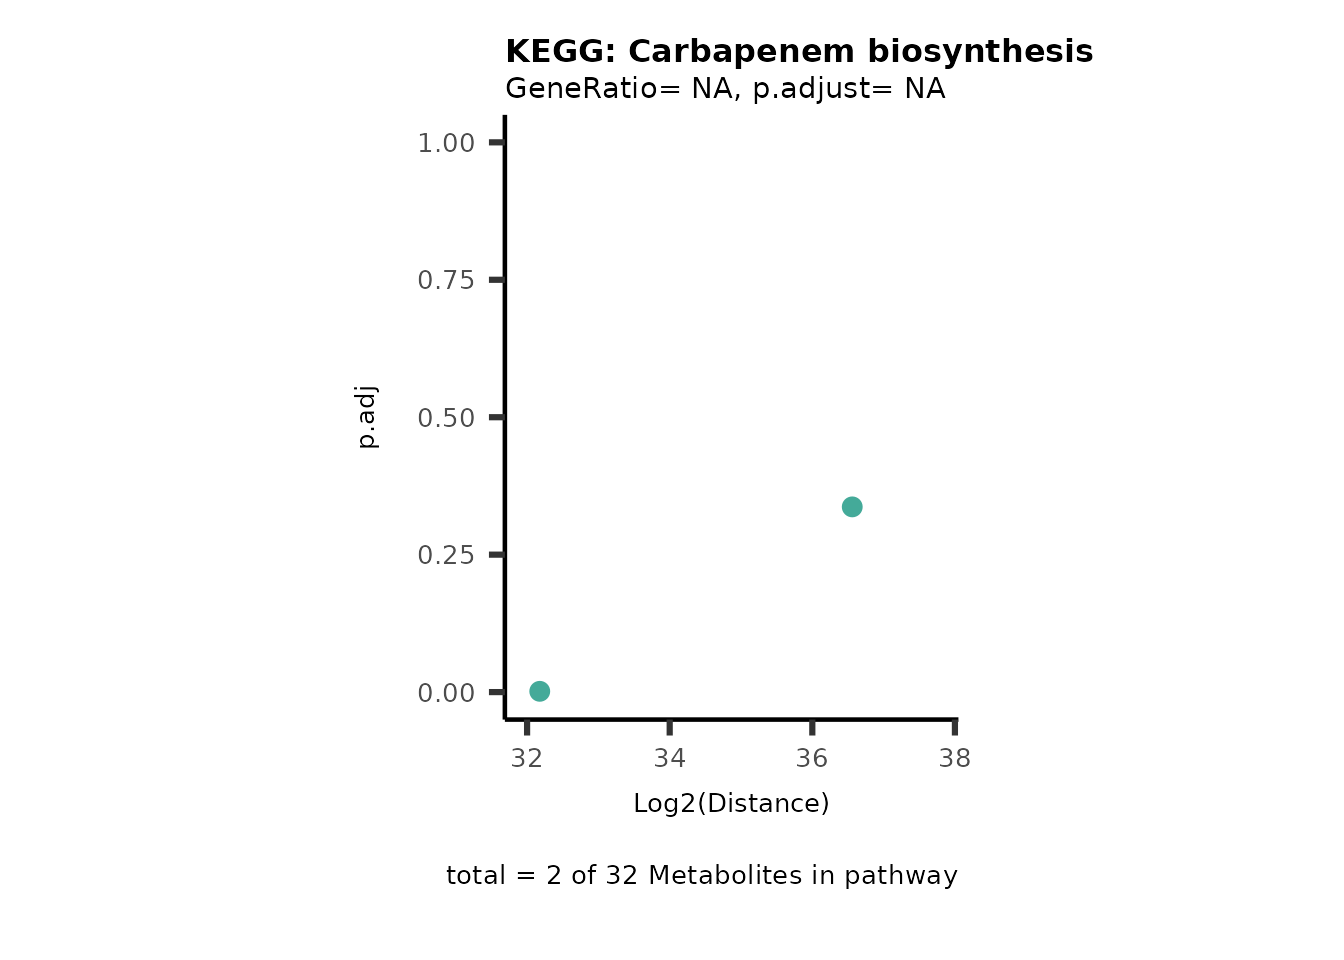 KEGG: Carbapenem biosynthesis
GeneRatio= NA, p.adjust= NA
1.00
0.75
0.50
0.25
0.00
p.adj
32 34 36 38
Log2(Distance)
total = 2 of 32 Metabolites in pathway